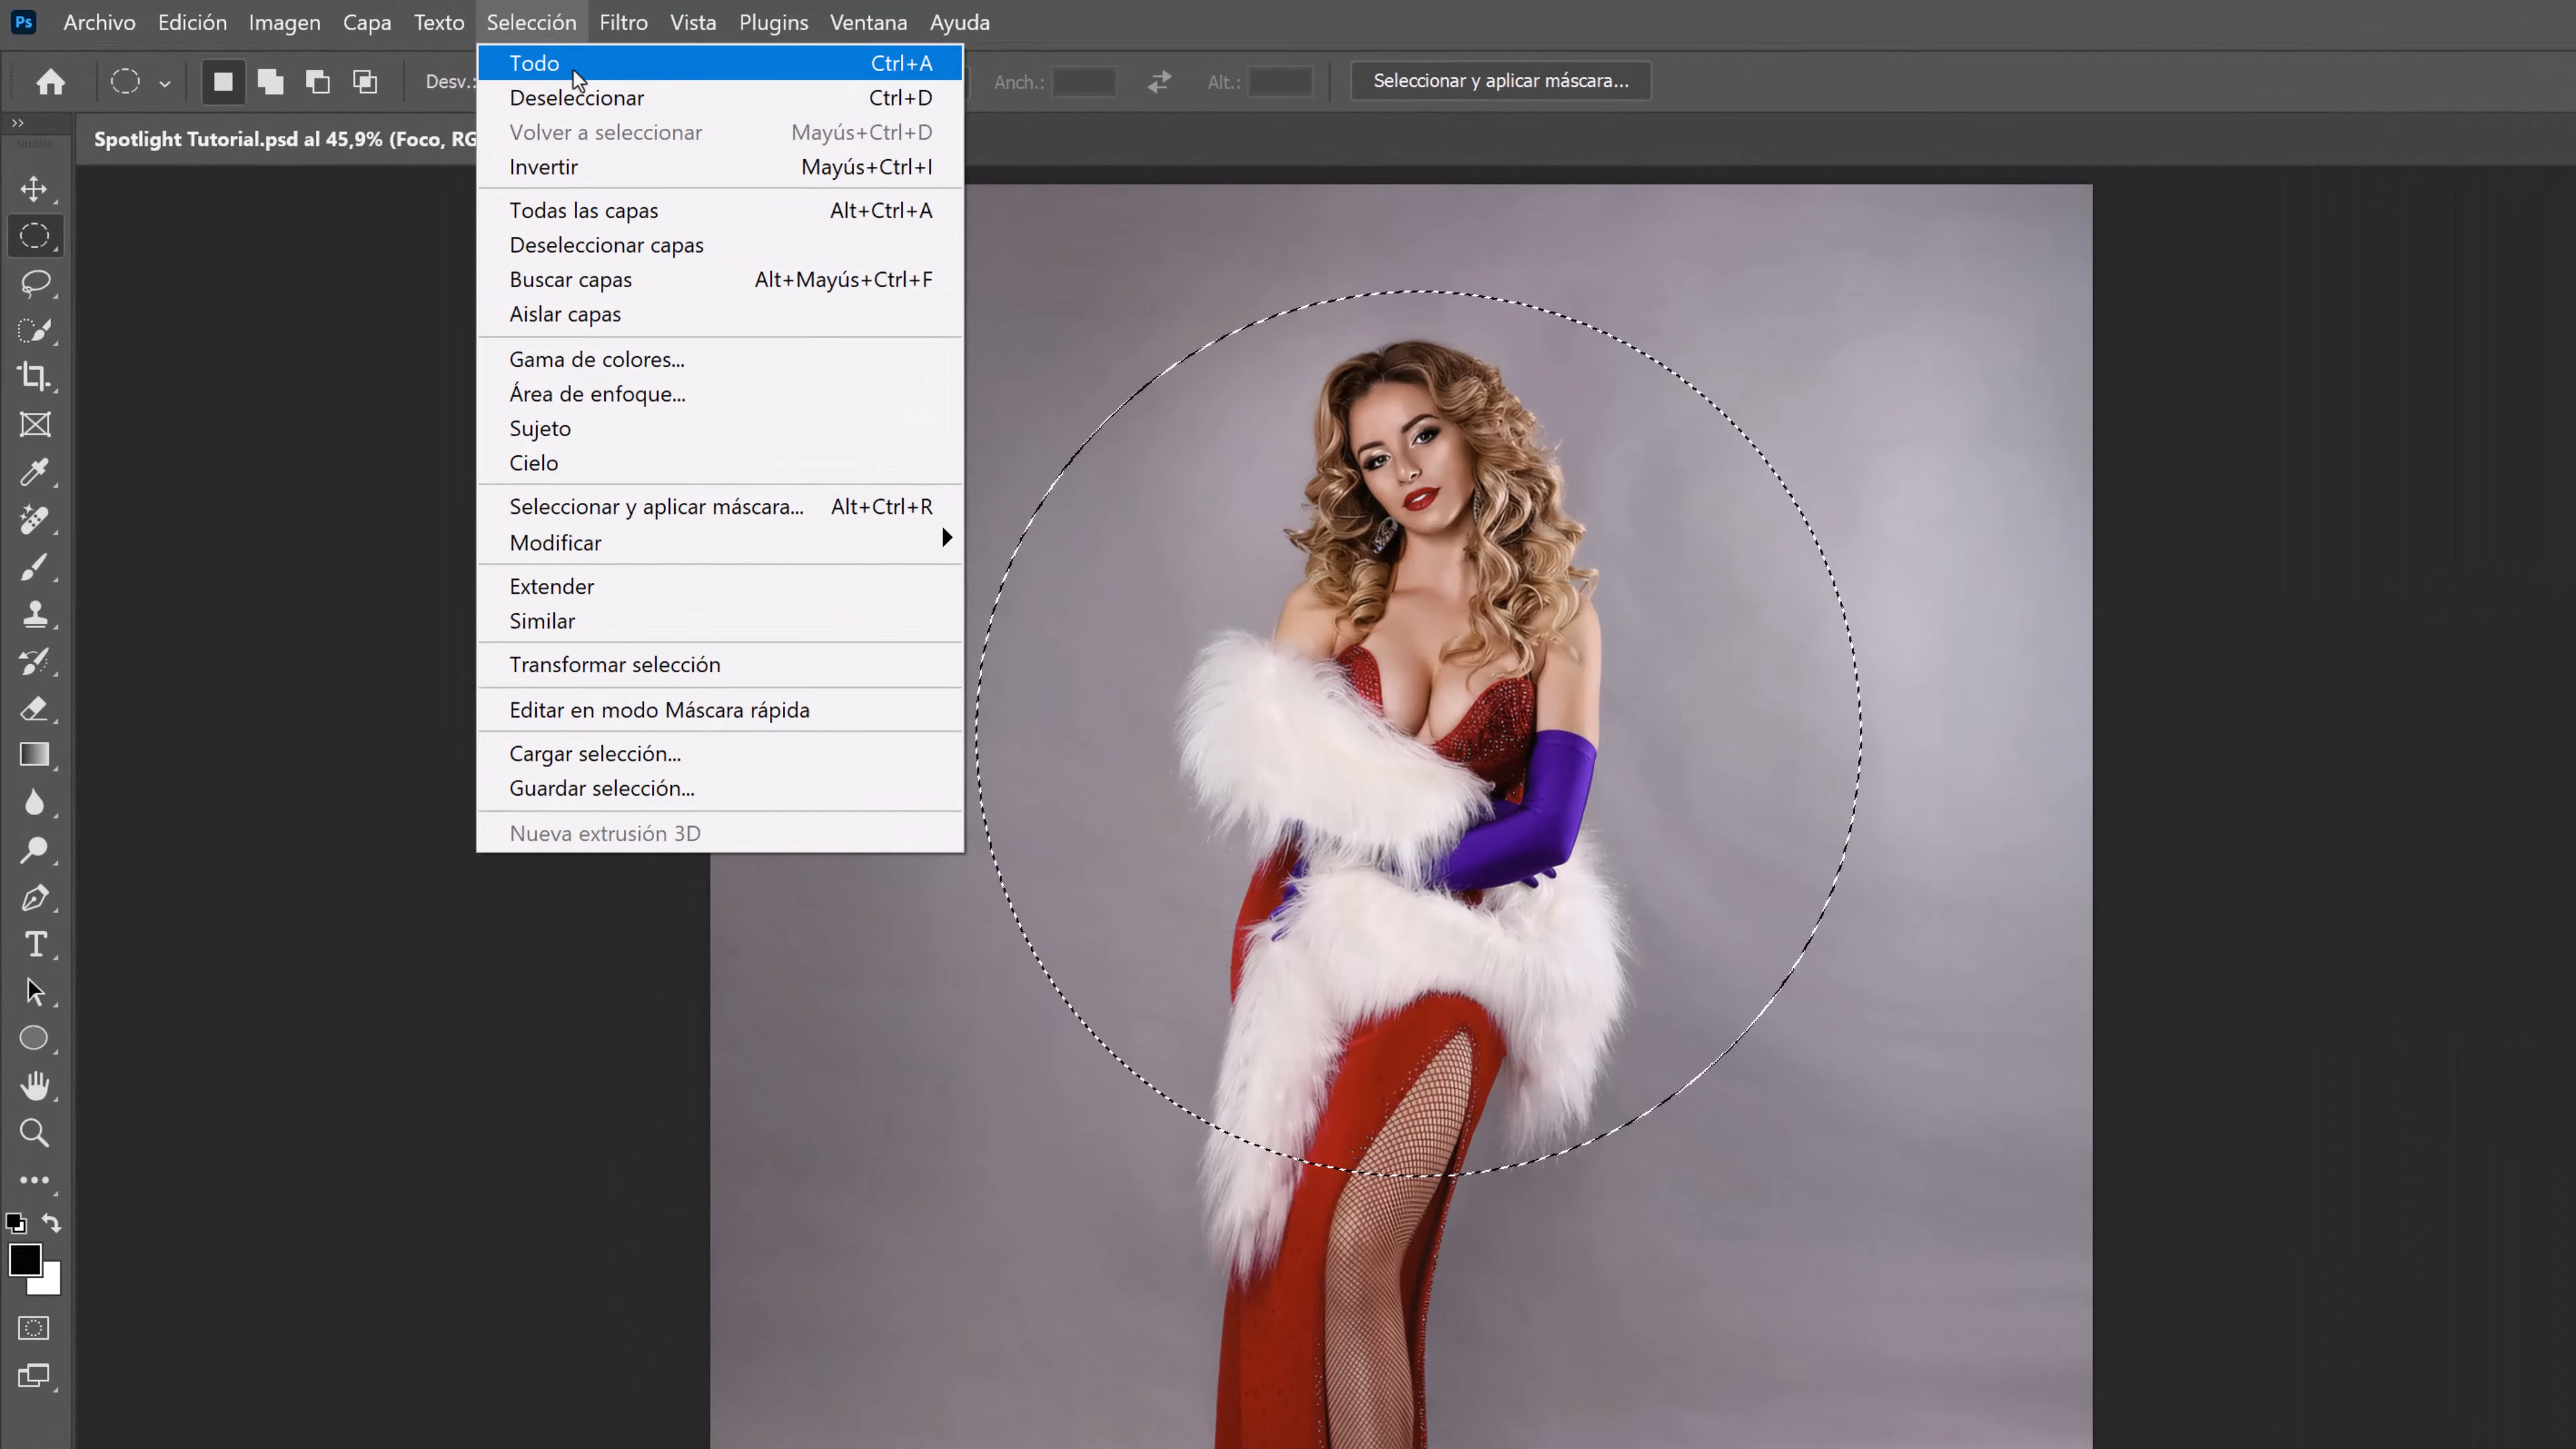 Ps Archivo Edición Imagen Capa Texto Selección Filtro Vista Plugins Ventana Ayuda
Desv.: Anch.: Alt.: Seleccionar y aplicar máscara...
Spotlight Tutorial.psd al 45,9% (Foco, RG
Todo Ctrl+A
Deseleccionar Ctrl+D
Volver a seleccionar Mayús+Ctrl+D
Invertir Mayús+Ctrl+I
Todas las capas Alt+Ctrl+A
Deseleccionar capas
Buscar capas Alt+Mayús+Ctrl+F
Aislar capas
Gama de colores...
Área de enfoque...
Sujeto
Cielo
Seleccionar y aplicar máscara... Alt+Ctrl+R
Modificar
Extender
Similar
Transformar selección
Editar en modo Máscara rápida
Cargar selección...
Guardar selección...
Nueva extrusión 3D